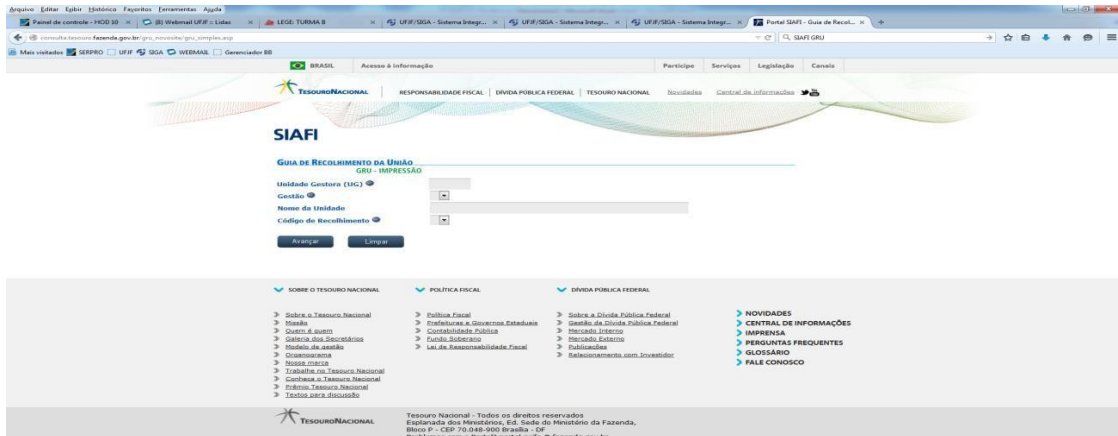 Arquivo Editar Exibir Histórico Favoritos Ferramentas Ajuda
Painel de controle - HOD 10 × (8) Webmail UFJF :: Lidas × LEGE: TURMA B × UFJF/SIGA - Sistema Integr... × UFJF/SIGA - Sistema Integr... × UFJF/SIGA - Sistema Integr... × Portal SIAFI - Guia de Recol... × +
consulta.tesouro.fazenda.gov.br/gru_novosite/gru_simples.asp SIAFI GRU
Mais visitados SERPRO UFJF SIGA WEBMAIL Gerenciador BB
BRASIL Acesso à informação Participe Serviços Legislação Canais
TESOURONACIONAL RESPONSABILIDADE FISCAL DÍVIDA PÚBLICA FEDERAL TESOURO NACIONAL Novidades Central de informações
SIAFI
GUIA DE RECOLHIMENTO DA UNIÃO
GRU - IMPRESSÃO
Unidade Gestora (UG)
Gestão
Nome da Unidade
Código de Recolhimento
Avançar Limpar
SOBRE O TESOURO NACIONAL POLÍTICA FISCAL DÍVIDA PÚBLICA FEDERAL
Sobre o Tesouro Nacional
Missão
Quem é quem
Galeria dos Secretários
Modelo de gestão
Organograma
Nossa marca
Trabalhe no Tesouro Nacional
Conheça o Tesouro Nacional
Prêmio Tesouro Nacional
Textos para discussão
Política Fiscal
Prefeituras e Governos Estaduais
Contabilidade Pública
Fundo Soberano
Lei de Responsabilidade Fiscal
Sobre a Dívida Pública Federal
Gestão da Dívida Pública Federal
Mercado Interno
Mercado Externo
Publicações
Relacionamento com Investidor
NOVIDADES
CENTRAL DE INFORMAÇÕES
IMPRENSA
PERGUNTAS FREQUENTES
GLOSSÁRIO
FALE CONOSCO
TESOURONACIONAL
Tesouro Nacional - Todos os direitos reservados
Esplanada dos Ministérios, Ed. Sede do Ministério da Fazenda,
Bloco P - CEP 70.048-900 Brasília - DF